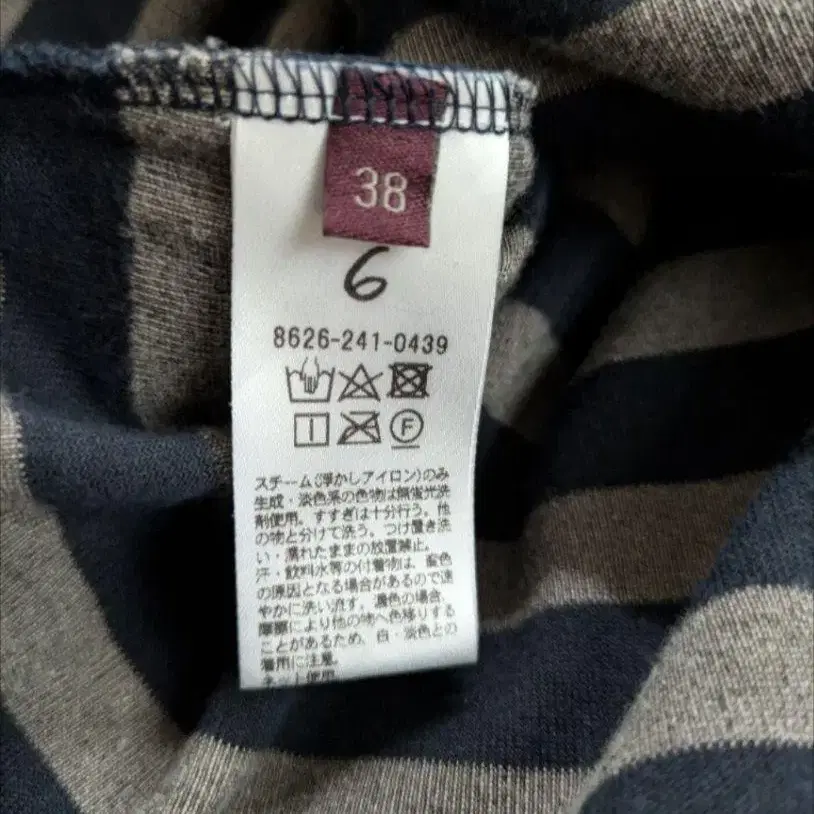 38
6
8626-241-0439
F
スチーム(浮かしアイロン)のみ
生成・淡色系の色物は無蛍光洗
剤使用。すすぎは十分行う。他
の物と分けて洗う。つけ置き洗
い・濡れたままの放置禁止。
汗・飲料水等の付着物は、変色
の原因となる場合があるので速
やかに洗い流す。濃色の場合、
摩擦により他の物へ色移りする
ことがあるため、白・淡色との
着用に注意。
ネット使用